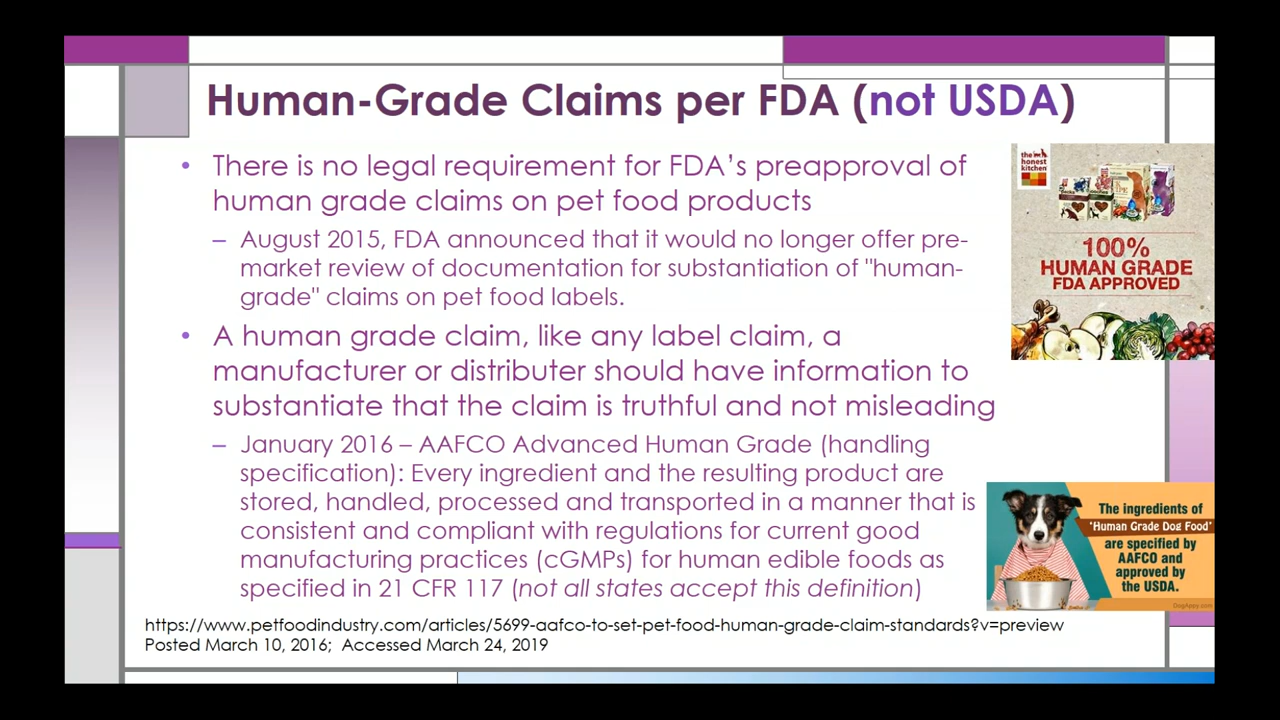 Human-Grade Claims per FDA (not USDA)
• There is no legal requirement for FDA's preapproval of
human grade claims on pet food products
– August 2015, FDA announced that it would no longer offer pre-
market review of documentation for substantiation of "human-
grade" claims on pet food labels.
• A human grade claim, like any label claim, a
manufacturer or distributer should have information to
substantiate that the claim is truthful and not misleading
– January 2016 – AAFCO Advanced Human Grade (handling
specification): Every ingredient and the resulting product are
stored, handled, processed and transported in a manner that is
consistent and compliant with regulations for current good
manufacturing practices (cGMPs) for human edible foods as
specified in 21 CFR 117 (not all states accept this definition)
https://www.petfoodindustry.com/articles/5699-aafco-to-set-pet-food-human-grade-claim-standards?v=preview
Posted March 10, 2016; Accessed March 24, 2019
the
honest
kitchen
100%
HUMAN GRADE
FDA APPROVED
The ingredients of
'Human Grade Dog Food'
are specified by
AAFCO and
approved by
the USDA.